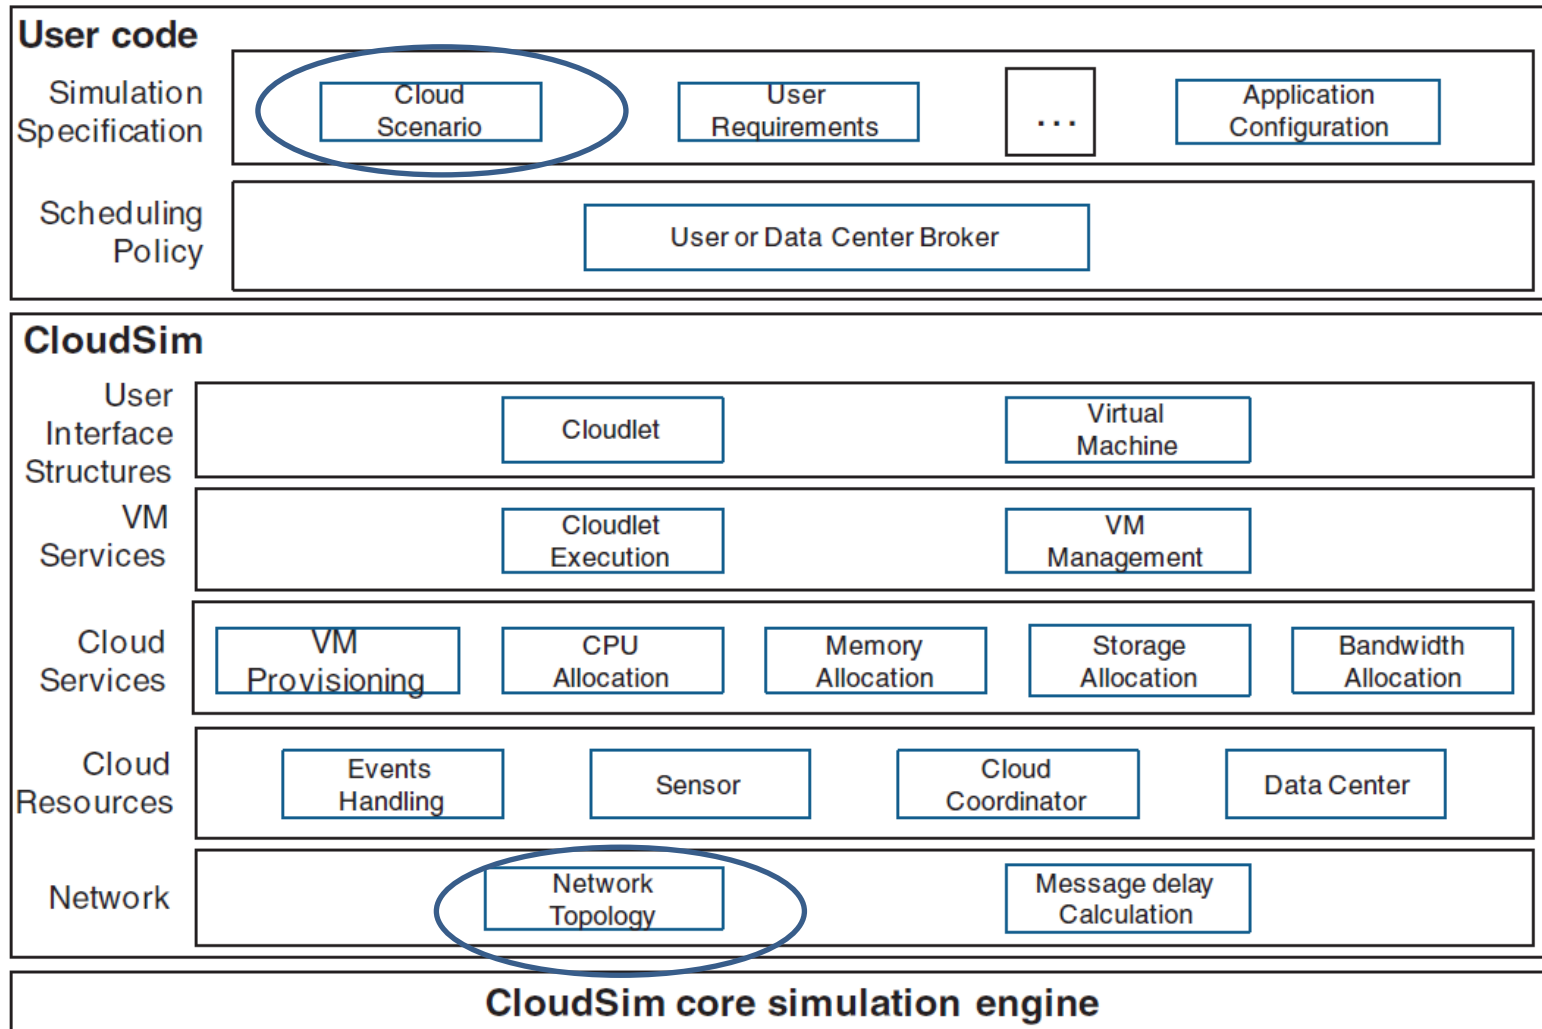 User code
Simulation
Specification
Cloud
Scenario
User
Requirements
...
Application
Configuration
Scheduling
Policy
User or Data Center Broker
CloudSim
User
Interface
Structures
Cloudlet
Virtual
Machine
VM
Services
Cloudlet
Execution
VM
Management
Cloud
Services
VM
Provisioning
CPU
Allocation
Memory
Allocation
Storage
Allocation
Bandwidth
Allocation
Cloud
Resources
Events
Handling
Sensor
Cloud
Coordinator
Data Center
Network
Network
Topology
Message delay
Calculation
CloudSim core simulation engine